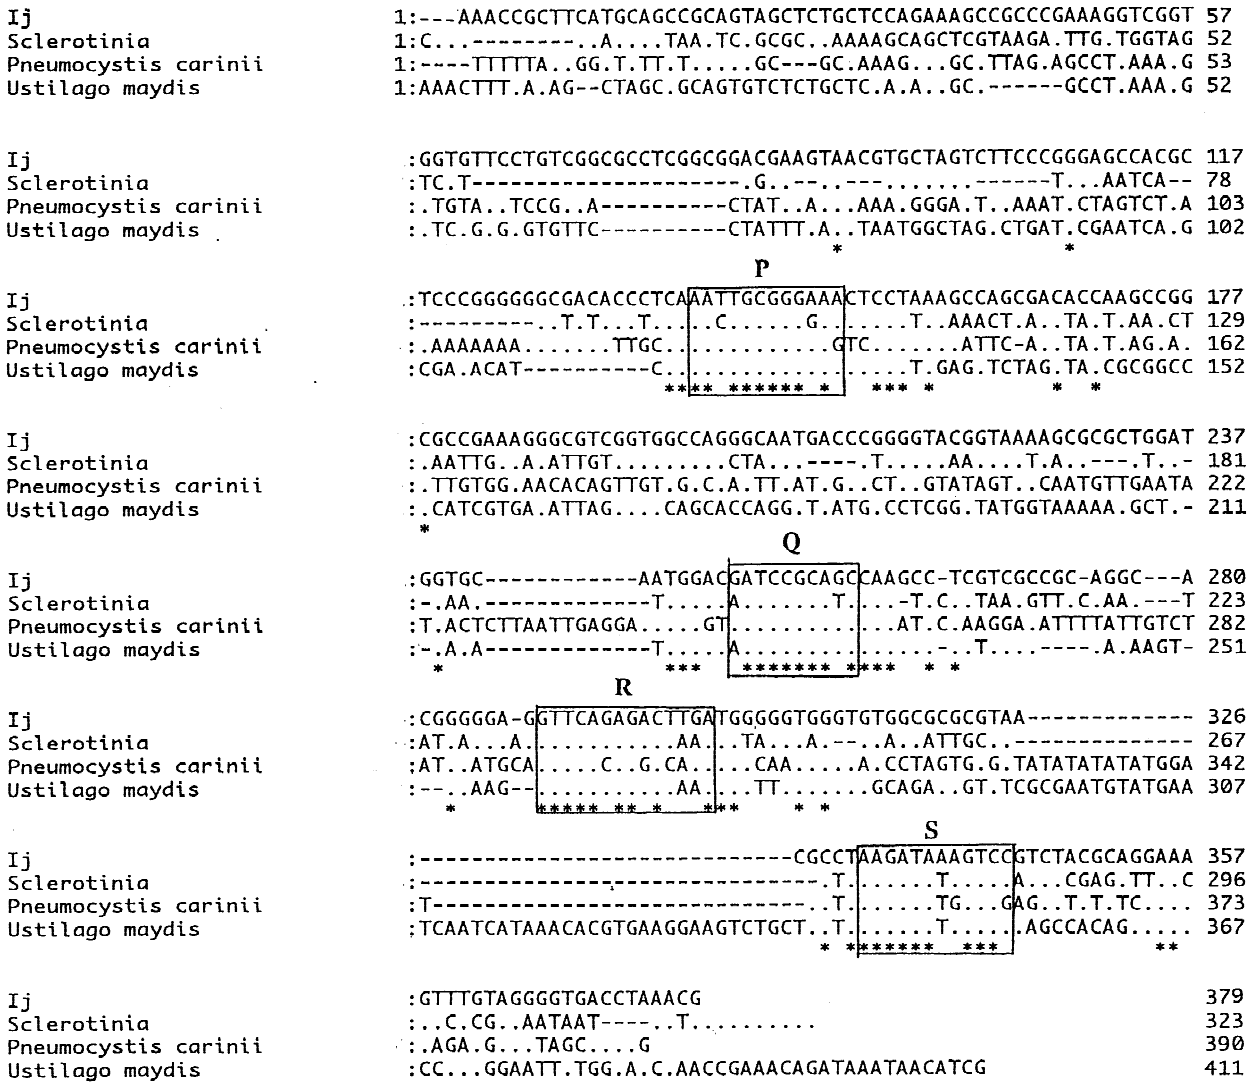 Ij 1:---AAACCGCTTCATGCAGCCGCAGTAGCTCTGCTCCAGAAAGCCGCCCGAAAGGTCGGT 57
Sclerotinia 1:C...--------..A....TAA.TC.GCGC..AAAAGCAGCTCGTAAGA.TTG.TGGTAG 52
Pneumocystis carinii 1:----TTTTTA..GG.T.TT.T.....GC---GC.AAAG...GC.TTAG.AGCCT.AAA.G 53
Ustilago maydis 1:AAACTTT.A.AG--CTAGC.GCAGTGTCTCTGCTC.A.A..GC.------GCCT.AAA.G 52
Ij :GGTGTTCCTGTCGGCGCCTCGGCGGACGAAGTAACGTGCTAGTCTTCCCGGGAGCCACGC 117
Sclerotinia :TC.T---------------------.G..--..---.......------T...AATCA-- 78
Pneumocystis carinii :.TGTA..TCCG..A----------CTAT..A...AAA.GGGA.T..AAAT.CTAGTCT.A 103
Ustilago maydis :.TC.G.G.GTGTTC----------CTATTT.A..TAATGGCTAG.CTGAT.CGAATCA.G 102
* *
P
Ij :TCCCGGGGGGCGACACCCTCAAATTGCGGGAAACTCCTAAAGCCAGCGACACCAAGCCGG 177
Sclerotinia :---------..T.T...T.....C......G.......T..AAACT.A..TA.T.AA.CT 129
Pneumocystis carinii :.AAAAAAA.......TTGC.............GTC.......ATTC-A..TA.T.AG.A. 162
Ustilago maydis :CGA.ACAT----------C...................T.GAG.TCTAG.TA.CGCGGCC 152
**** ****** * *** * * *
Ij :CGCCGAAAGGGCGTCGGTGGCCAGGGCAATGACCCGGGGTACGGTAAAAGCGCGCTGGAT 237
Sclerotinia :.AATTG..A.ATTGT.........CTA...----.T.....AA....T.A..---.T..- 181
Pneumocystis carinii :.TTGTGG.AACACAGTTGT.G.C.A.TT.AT.G..CT..GTATAGT..CAATGTTGAATA 222
Ustilago maydis :.CATCGTGA.ATTAG....CAGCACCAGG.T.ATG.CCTCGG.TATGGTAAAAA.GCT.- 211
*
Q
Ij :GGTGC------------AATGGACGATCCGCAGCCAAGCC-TCGTCGCCGC-AGGC---A 280
Sclerotinia :-.AA.-------------T.....A.......T....-T.C..TAA.GTT.C.AA.---T 223
Pneumocystis carinii :T.ACTCTTAATTGAGGA.....GT.............AT.C.AAGGA.ATTTTATTGTCT 282
Ustilago maydis :-.A.A-------------T.....A................-..T....-----.A.AAGT- 251
* *** ******* **** * *
R
Ij :CGGGGGA-GGTTCAGAGACTTGATGGGGGTGGGTGTGGCGCGCGTAA------------- 326
Sclerotinia :AT.A...A............AA...TA...A.--..A..ATTGC..-------------- 267
Pneumocystis carinii :AT..ATGCA.....C..G.CA.....CAA.....A.CCTAGTG.G.TATATATATATGGA 342
Ustilago maydis :--..AAG--...........AA...TT.......GCAGA..GT.TCGCGAATGTATGAA 307
* ***** ** * *** * *
S
Ij :-----------------------------CGCCTAAGATAAAGTCCGTCTACGCAGGAAA 357
Sclerotinia :-------------------------------.T.......T.....A...CGAG.TT..C 296
Pneumocystis carinii :T------------------------------..T.......TG...GAG..T.T.TC.... 373
Ustilago maydis :TCAATCATAAACACGTGAAGGAAGTCTGCT..T.......T......AGCCACAG..... 367
* ******* *** **
Ij :GTTTGTAGGGGTGACCTAAACG 379
Sclerotinia :..C.CG..AATAAT----..T.......... 323
Pneumocystis carinii :.AGA.G...TAGC....G 390
Ustilago maydis :CC...GGAATT.TGG.A.C.AACCGAAACAGATAAATAACATCG 411